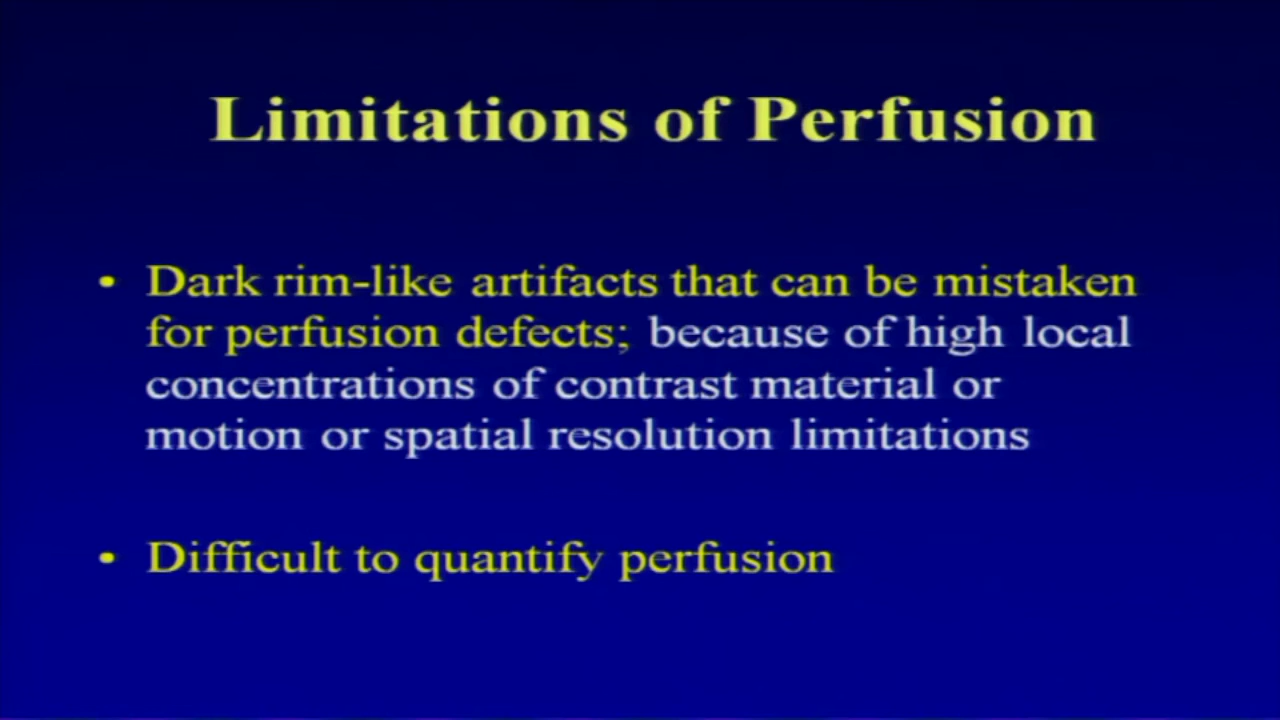 Limitations of Perfusion
• Dark rim-like artifacts that can be mistaken
for perfusion defects; because of high local
concentrations of contrast material or
motion or spatial resolution limitations
• Difficult to quantify perfusion